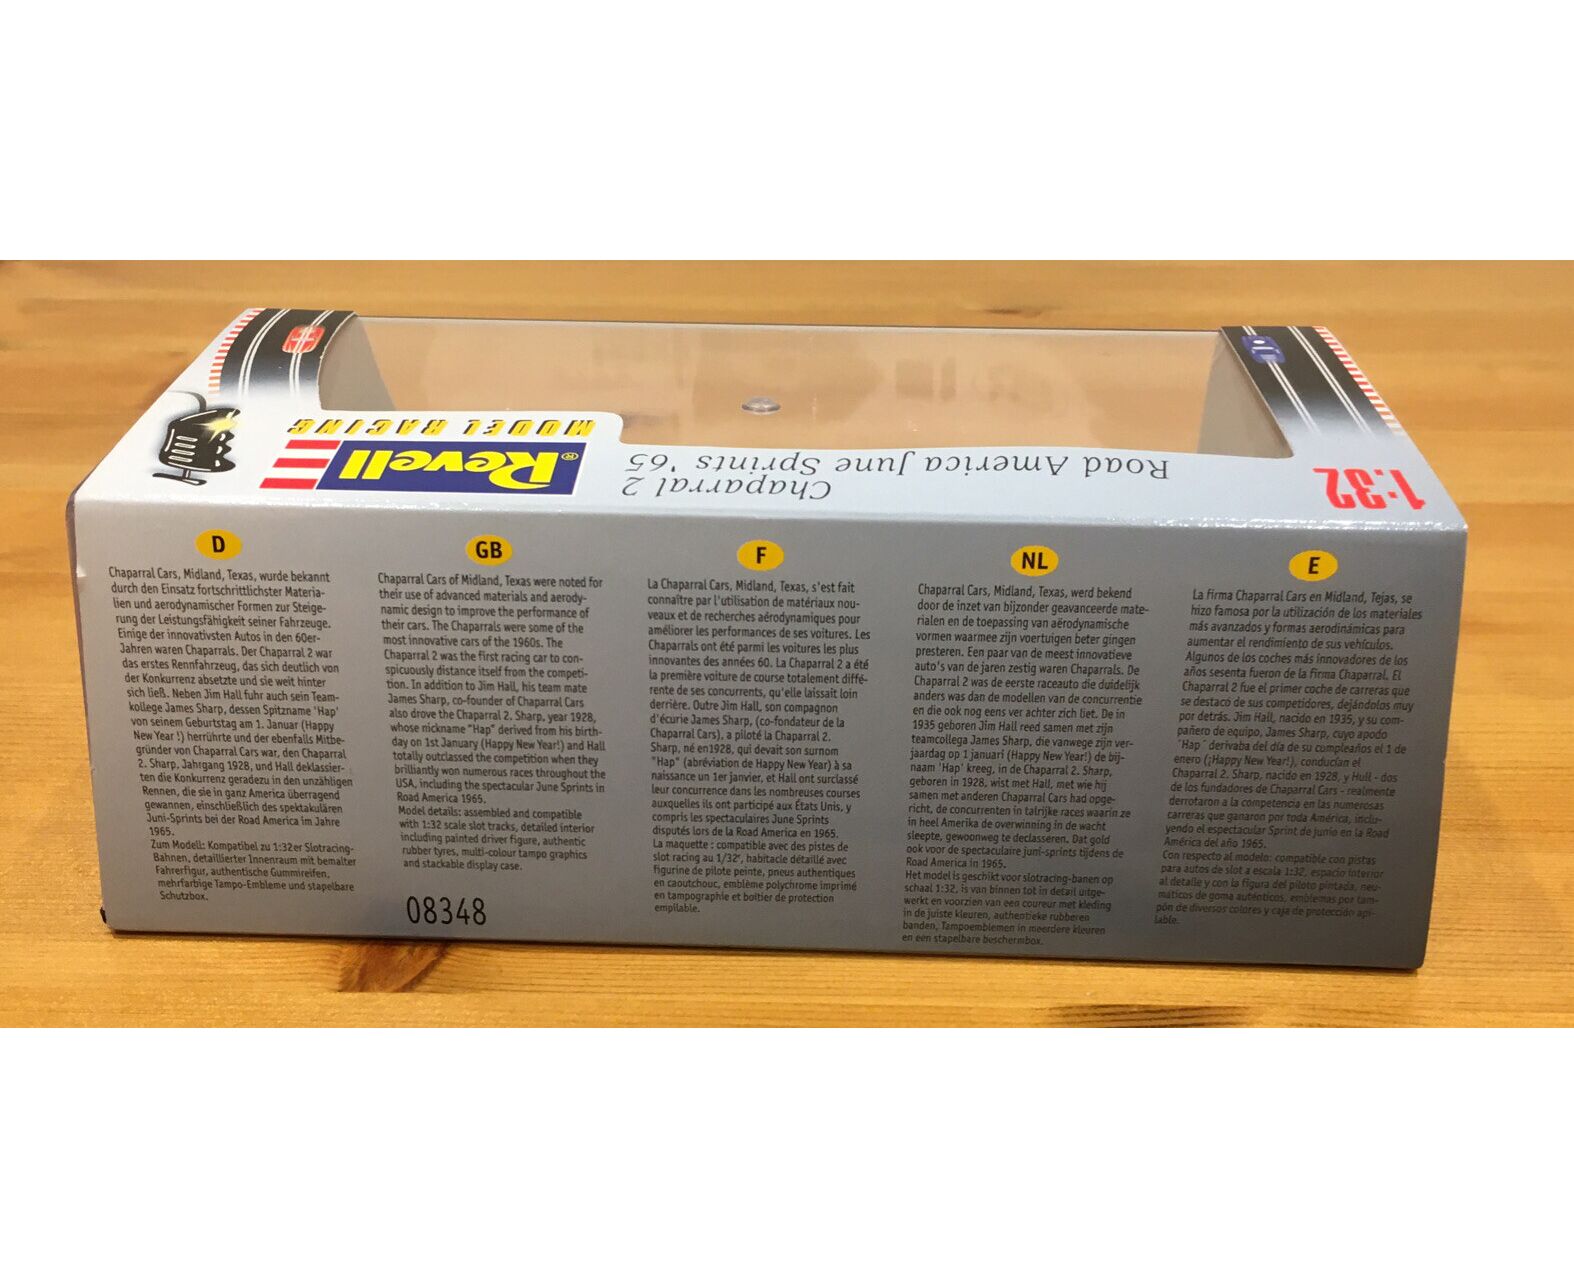 MODEL RACING
Revell®
Chaparral 2
Road America June Sprints '65
1:32
D
Chaparral Cars, Midland, Texas, wurde bekannt
durch den Einsatz fortschrittlichster Materia-
lien und aerodynamischer Formen zur Steige-
rung der Leistungsfähigkeit seiner Fahrzeuge.
Einige der innovativsten Autos in den 60er-
Jahren waren Chaparrals. Der Chaparral 2 war
das erstes Rennfahrzeug, das sich deutlich von
der Konkurrenz absetzte und sie weit hinter
sich ließ. Neben Jim Hall fuhr auch sein Team-
kollege James Sharp, dessen Spitzname 'Hap'
von seinem Geburtstag am 1. Januar (Happy
New Year !) herrührte und der ebenfalls Mitbe-
gründer von Chaparral Cars war, den Chaparral
2. Sharp, Jahrgang 1928, und Hall deklassier-
ten die Konkurrenz geradezu in den unzähligen
Rennen, die sie in ganz America überragend
gewannen, einschließlich des spektakulären
Juni-Sprints bei der Road America im Jahre
1965.
Zum Modell: Kompatibel zu 1:32er Slotracing-
Bahnen, detaillierter Innenraum mit bemalter
Fahrerfigur, authentische Gummireifen,
mehrfarbige Tampo-Embleme und stapelbare
Schutzbox.
GB
Chaparral Cars of Midland, Texas were noted for
their use of advanced materials and aerody-
namic design to improve the performance of
their cars. The Chaparrals were some of the
most innovative cars of the 1960s. The
Chaparral 2 was the first racing car to con-
spicuously distance itself from the competi-
tion. In addition to Jim Hall, his team mate
James Sharp, co-founder of Chaparral Cars
also drove the Chaparral 2. Sharp, year 1928,
whose nickname "Hap" derived from his birth-
day on 1st January (Happy New Year!) and Hall
totally outclassed the competition when they
brilliantly won numerous races throughout the
USA, including the spectacular June Sprints in
Road America 1965.
Model details: assembled and compatible
with 1:32 scale slot tracks, detailed interior
including painted driver figure, authentic
rubber tyres, multi-colour tampo graphics
and stackable display case.
08348
F
La Chaparral Cars, Midland, Texas, s'est fait
connaître par l'utilisation de matériaux nou-
veaux et de recherches aérodynamiques pour
améliorer les performances de ses voitures. Les
Chaparrals ont été parmi les voitures les plus
innovantes des années 60. La Chaparral 2 a été
la première voiture de course totalement diffé-
rente de ses concurrents, qu'elle laissait loin
derrière. Outre Jim Hall, son compagnon
d'écurie James Sharp, (co-fondateur de la
Chaparral Cars), a piloté la Chaparral 2.
Sharp, né en1928, qui devait son surnom
"Hap" (abréviation de Happy New Year) à sa
naissance un 1er janvier, et Hall ont surclassé
leur concurrence dans les nombreuses courses
auxquelles ils ont participé aux États Unis, y
compris les spectaculaires June Sprints
disputés lors de la Road America en 1965.
La maquette : compatible avec des pistes de
slot racing au 1/32e, habitacle détaillé avec
figurine de pilote peinte, pneus authentiques
en caoutchouc, emblème polychrome imprimé
en tampographie et boîtier de protection
empilable.
NL
Chaparral Cars, Midland, Texas, werd bekend
door de inzet van bijzonder geavanceerde mate-
rialen en de toepassing van aërodynamische
vormen waarmee zijn voertuigen beter gingen
presteren. Een paar van de meest innovatieve
auto's van de jaren zestig waren Chaparrals. De
Chaparral 2 was de eerste raceauto die duidelijk
anders was dan de modellen van de concurrentie
en die ook nog eens ver achter zich liet. De in
1935 geboren Jim Hall reed samen met zijn
teamcollega James Sharp, die vanwege zijn ver-
jaardag op 1 januari (Happy New Year!) de bij-
naam 'Hap' kreeg, in de Chaparral 2. Sharp,
geboren in 1928, wist met Hall, met wie hij
samen met anderen Chaparral Cars had opge-
richt, de concurrenten in talrijke races waarin ze
in heel Amerika de overwinning in de wacht
sleepte, gewoonweg te declasseren. Dat gold
ook voor de spectaculaire juni-sprints tijdens de
Road America in 1965.
Het model is geschikt voor slotracing-banen op
schaal 1:32, is van binnen tot in detail uitge-
werkt en voorzien van een coureur met kleding
in de juiste kleuren, authentieke rubberen
banden, Tampoemblemen in meerdere kleuren
en een stapelbare beschermbox.
E
La firma Chaparral Cars en Midland, Tejas, se
hizo famosa por la utilización de los materiales
más avanzados y formas aerodinámicas para
aumentar el rendimiento de sus vehículos.
Algunos de los coches más innovadores de los
años sesenta fueron de la firma Chaparral. El
Chaparral 2 fue el primer coche de carreras que
se destacó de sus competidores, dejándolos muy
por detrás. Jim Hall, nacido en 1935, y su com-
pañero de equipo, James Sharp, cuyo apodo
'Hap' derivaba del día de su cumpleaños el 1 de
enero (¡Happy New Year!), conducían el
Chaparral 2. Sharp, nacido en 1928, y Hull - dos
de los fundadores de Chaparral Cars - realmente
derrotaron a la competencia en las numerosas
carreras que ganaron por toda América, inclu-
yendo el espectacular Sprint de junio en la Road
América del año 1965.
Con respecto al modelo: compatible con pistas
para autos de slot a escala 1:32, espacio interior
al detalle y con la figura del piloto pintada, neu-
máticos de goma auténticos, emblemas por tam-
pón de diversos colores y caja de protección api-
lable.